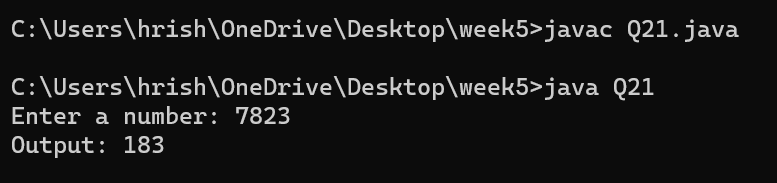 C:\Users\hrish\OneDrive\Desktop\week5>javac Q21.java
C:\Users\hrish\OneDrive\Desktop\week5>java Q21
Enter a number: 7823
Output: 183